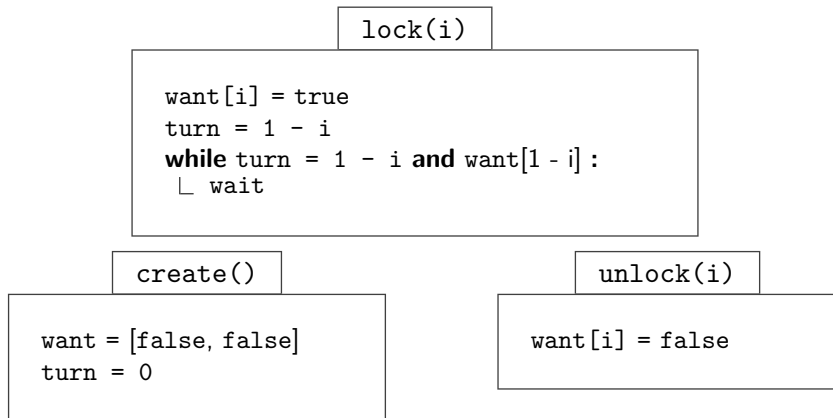 lock(i)
want[i] = true
turn = 1 - i
while turn = 1 - i and want[1 - i] :
wait
create()
want = [false, false]
turn = 0
unlock(i)
want[i] = false